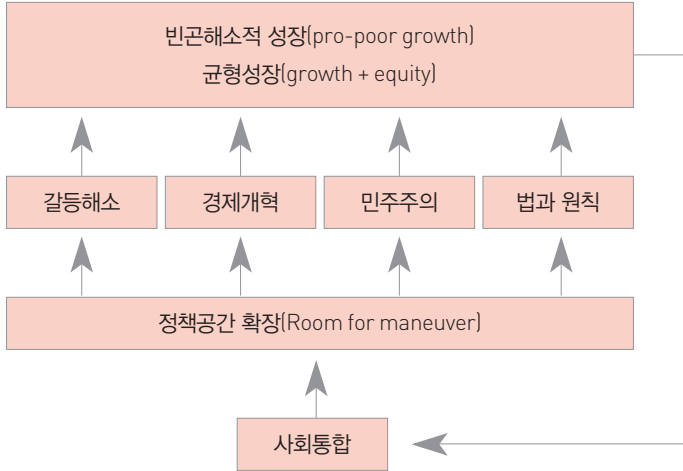 빈곤해소적 성장(pro-poor growth)
균형성장(growth + equity)
갈등해소
경제개혁
민주주의
법과 원칙
정책공간 확장(Room for maneuver)
사회통합